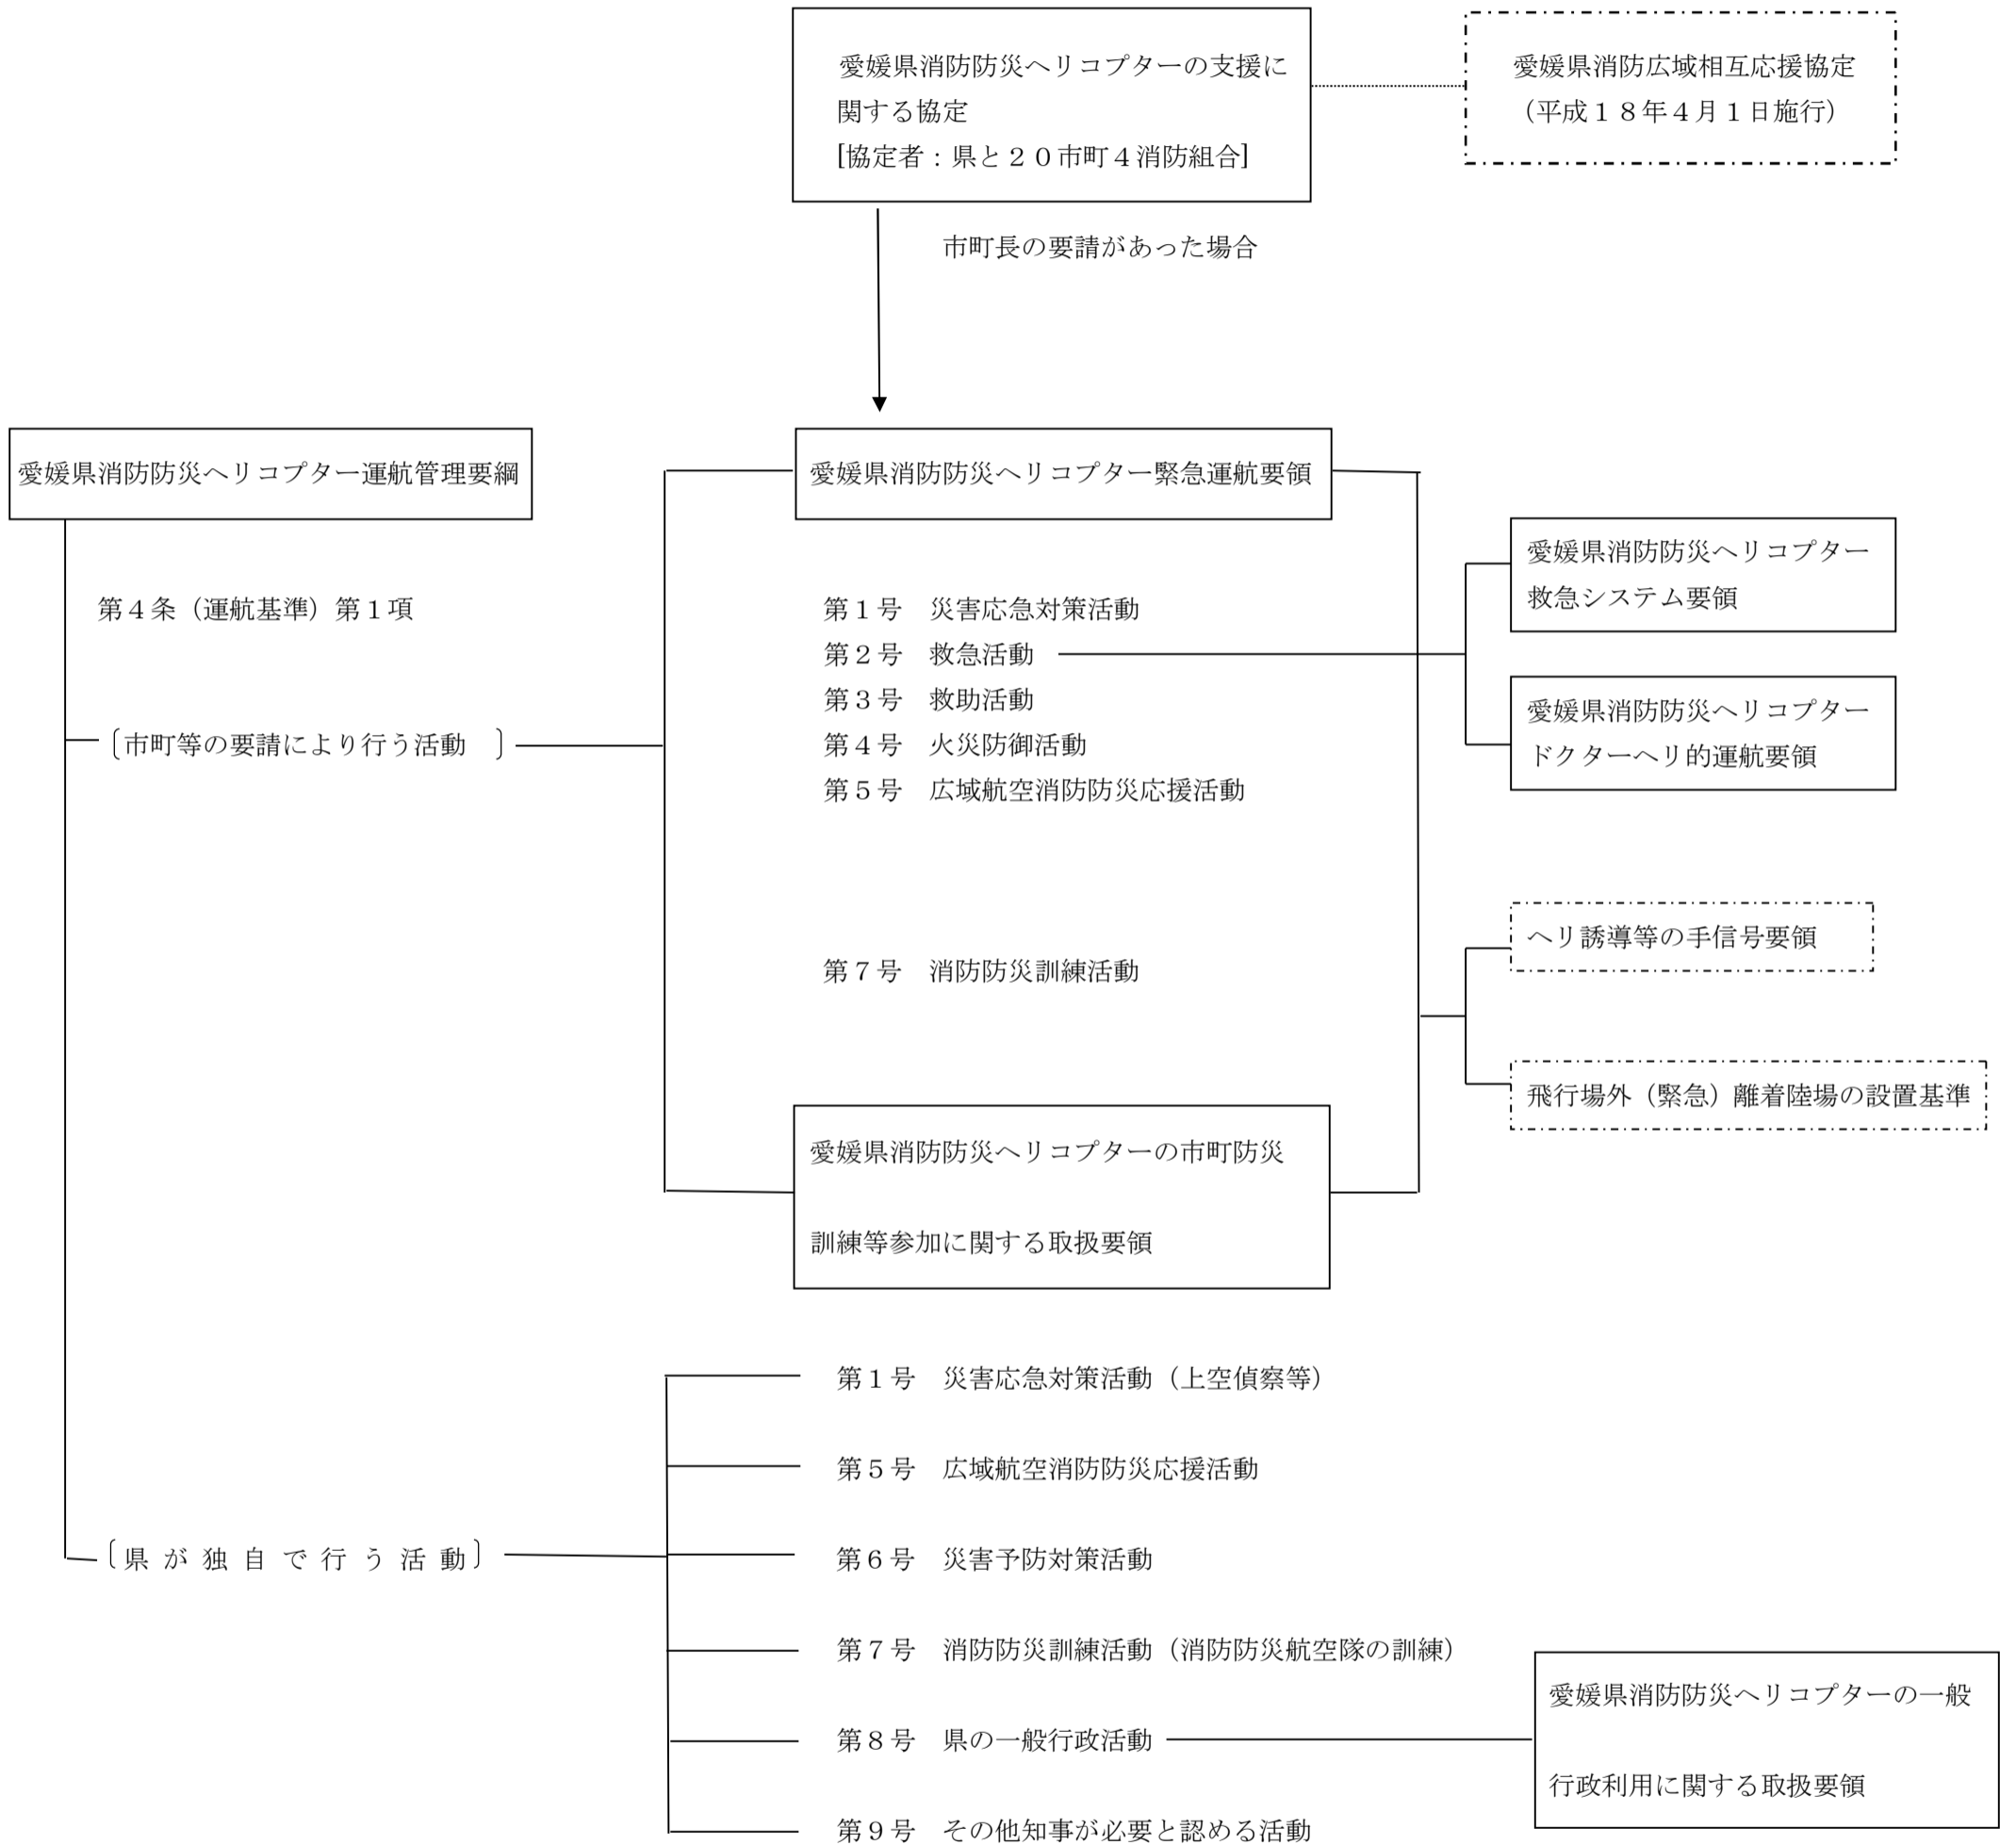 愛媛県消防防災ヘリコプターの支援に
関する協定
[協定者：県と２０市町４消防組合]
愛媛県消防広域相互応援協定
（平成１８年４月１日施行）
市町長の要請があった場合
愛媛県消防防災ヘリコプター運航管理要綱
愛媛県消防防災ヘリコプター緊急運航要領
愛媛県消防防災ヘリコプター
救急システム要領
第４条（運航基準）第１項
第１号　災害応急対策活動
第２号　救急活動
第３号　救助活動
第４号　火災防御活動
第５号　広域航空消防防災応援活動
愛媛県消防防災ヘリコプター
ドクターヘリ的運航要領
〔市町等の要請により行う活動　〕
ヘリ誘導等の手信号要領
第７号　消防防災訓練活動
飛行場外（緊急）離着陸場の設置基準
愛媛県消防防災ヘリコプターの市町防災
訓練等参加に関する取扱要領
第１号　災害応急対策活動（上空偵察等）
第５号　広域航空消防防災応援活動
〔県が独自で行う活動〕
第６号　災害予防対策活動
第７号　消防防災訓練活動（消防防災航空隊の訓練）
第８号　県の一般行政活動
愛媛県消防防災ヘリコプターの一般
行政利用に関する取扱要領
第９号　その他知事が必要と認める活動